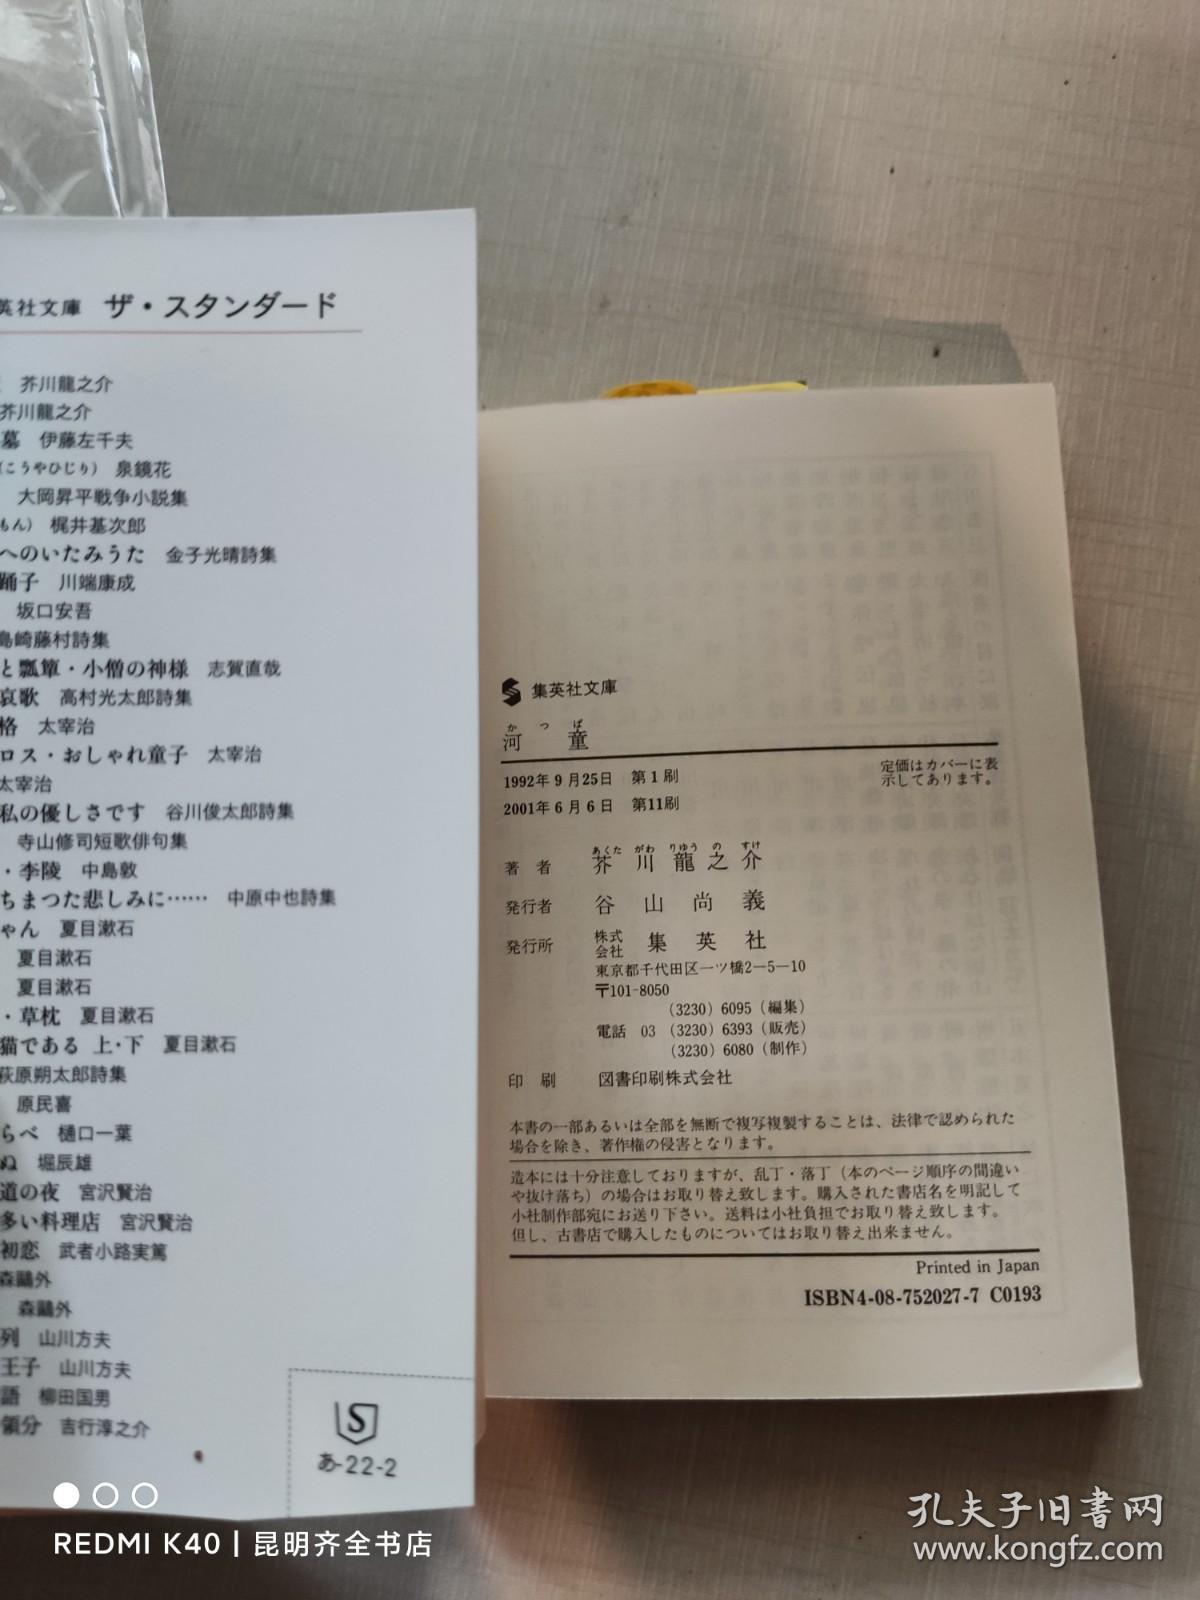 英社文庫 ザ・スタンダード
芥川龍之介
芥川龍之介
墓 伊藤左千夫
(こうやひじり) 泉鏡花
大岡昇平戦争小説集
もん) 梶井基次郎
へのいたみうた 金子光晴詩集
踊子 川端康成
坂口安吾
島崎藤村詩集
と瓢箪・小僧の神様 志賀直哉
哀歌 高村光太郎詩集
格 太宰治
ロス・おしゃれ童子 太宰治
太宰治
私の優しさです 谷川俊太郎詩集
寺山修司短歌俳句集
・李陵 中島敦
ちまつた悲しみに…… 中原中也詩集
ゃん 夏目漱石
夏目漱石
夏目漱石
・草枕 夏目漱石
猫である 上・下 夏目漱石
萩原朔太郎詩集
原民喜
らべ 樋口一葉
ぬ 堀辰雄
道の夜 宮沢賢治
多い料理店 宮沢賢治
初恋 武者小路実篤
森鷗外
森鷗外
列 山川方夫
王子 山川方夫
語 柳田国男
領分 吉行淳之介
S
あ-22-2
集英社文庫
かっぱ
河童
1992年9月25日 第1刷
2001年6月6日 第11刷
定価はカバーに表
示してあります。
あくた がわ りゆう の すけ
著者 芥川龍之介
発行者 谷山尚義
発行所 株式会社 集英社
東京都千代田区一ツ橋2―5―10
〒101-8050
(3230) 6095 (編集)
電話 03 (3230) 6393 (販売)
(3230) 6080 (制作)
印刷 図書印刷株式会社
本書の一部あるいは全部を無断で複写複製することは、法律で認められた
場合を除き、著作権の侵害となります。
造本には十分注意しておりますが、乱丁・落丁(本のページ順序の間違い
や抜け落ち)の場合はお取り替え致します。購入された書店名を明記して
小社制作部宛にお送り下さい。送料は小社負担でお取り替え致します。
但し、古書店で購入したものについてはお取り替え出来ません。
Printed in Japan
ISBN4-08-752027-7 C0193
REDMI K40 | 昆明齐全书店
孔夫子旧书网
www.kongfz.com